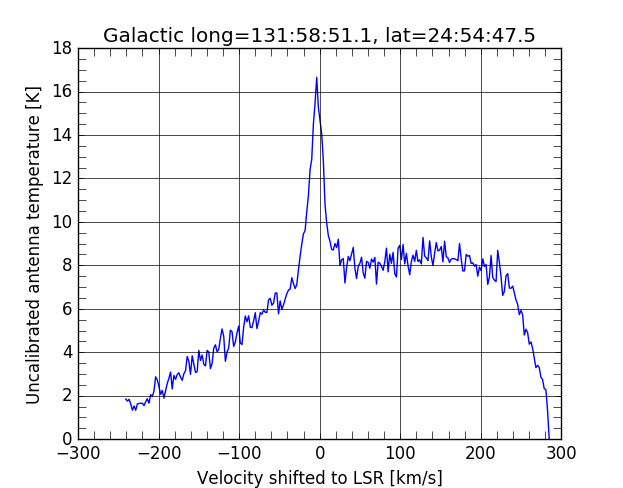 Galactic long=131:58:51.1, lat=24:54:47.5
Uncalibrated antenna temperature [K]
18
16
14
12
10
8
6
4
2
0
−300 −200 −100 0 100 200 300
Velocity shifted to LSR [km/s]